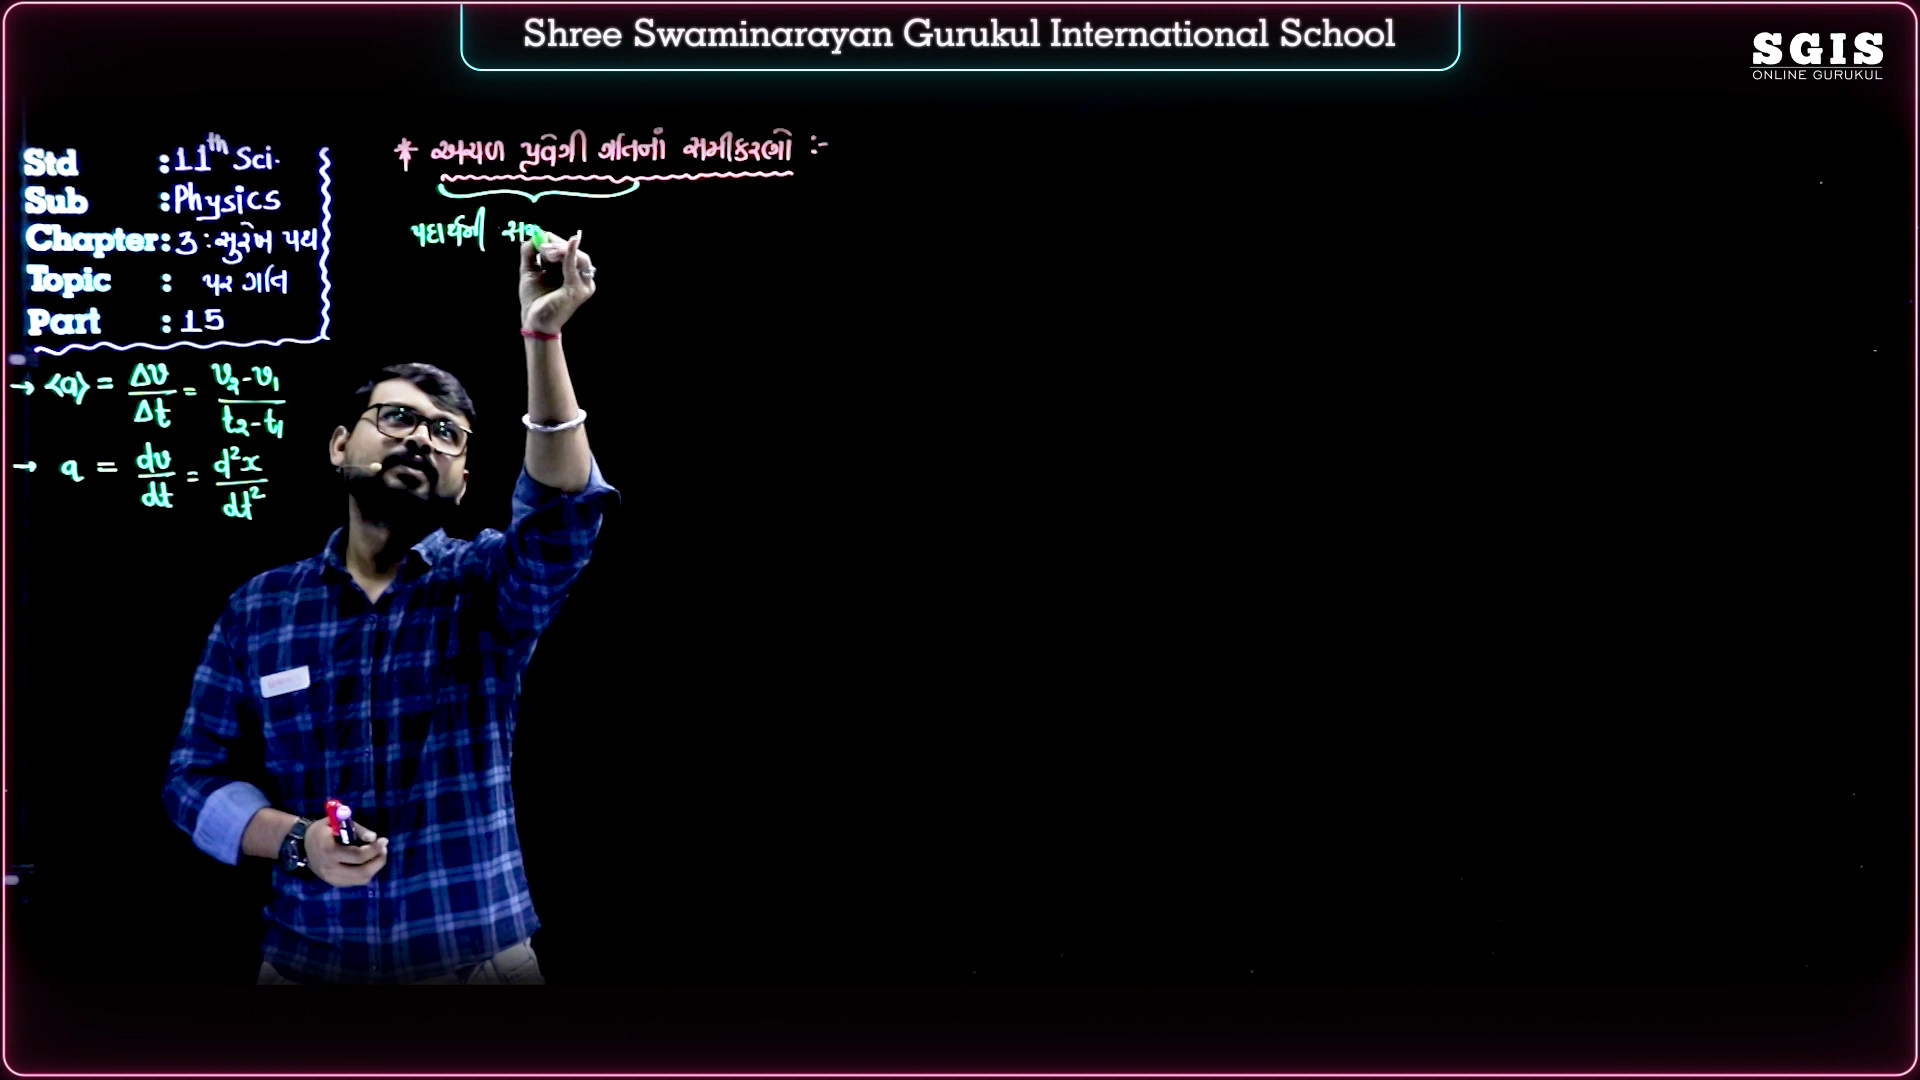 Shree Swaminarayan Gurukul International School
SGIS
ONLINE GURUKUL
Std : 11th Sci.
Sub : Physics
Chapter : 3 : સુરેખ પથ
Topic : પર ગતિ
Part : 15
* અચળ પ્રવેગી ગતિનાં સમીકરણો :-
પદાર્થની
→ <a> = Δv/Δt = v₂-v₁/t₂-t₁
→ a = dv/dt = d²x/dt²